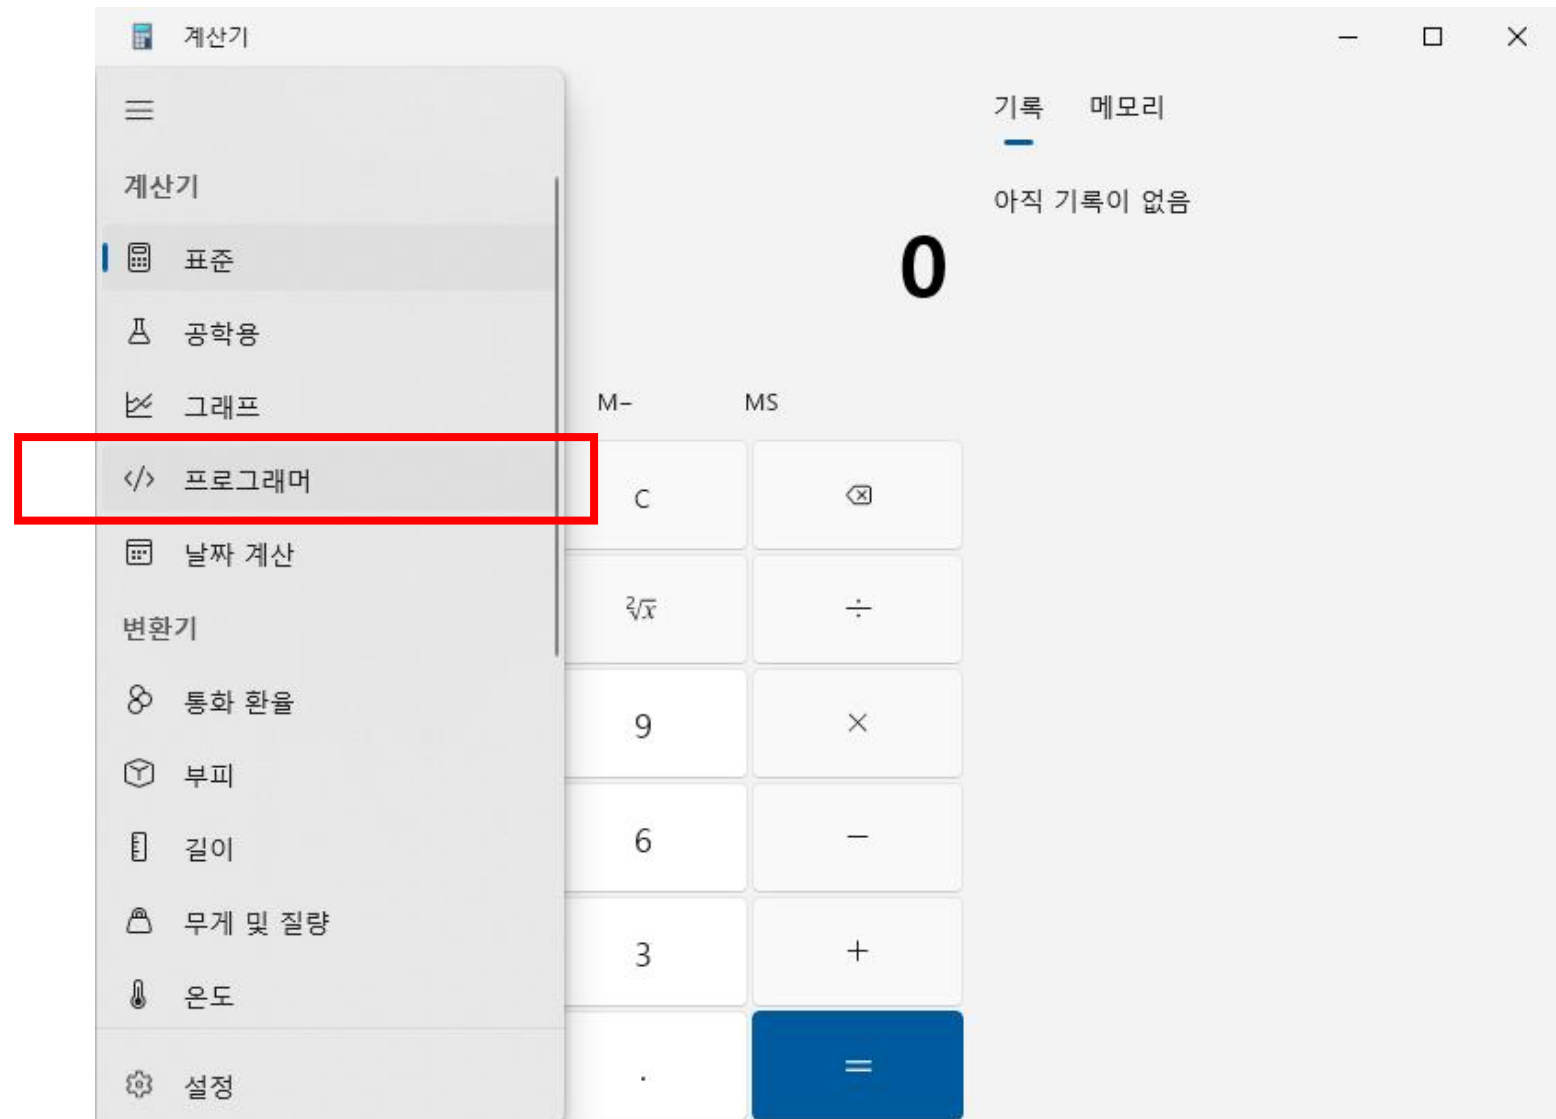 계산기
계산기
표준
공학용
그래프
프로그래머
날짜 계산
변환기
통화 환율
부피
길이
무게 및 질량
온도
설정
기록 메모리
아직 기록이 없음
0
M− MS
C
²√x ÷
9 ×
6 −
3 +
. =